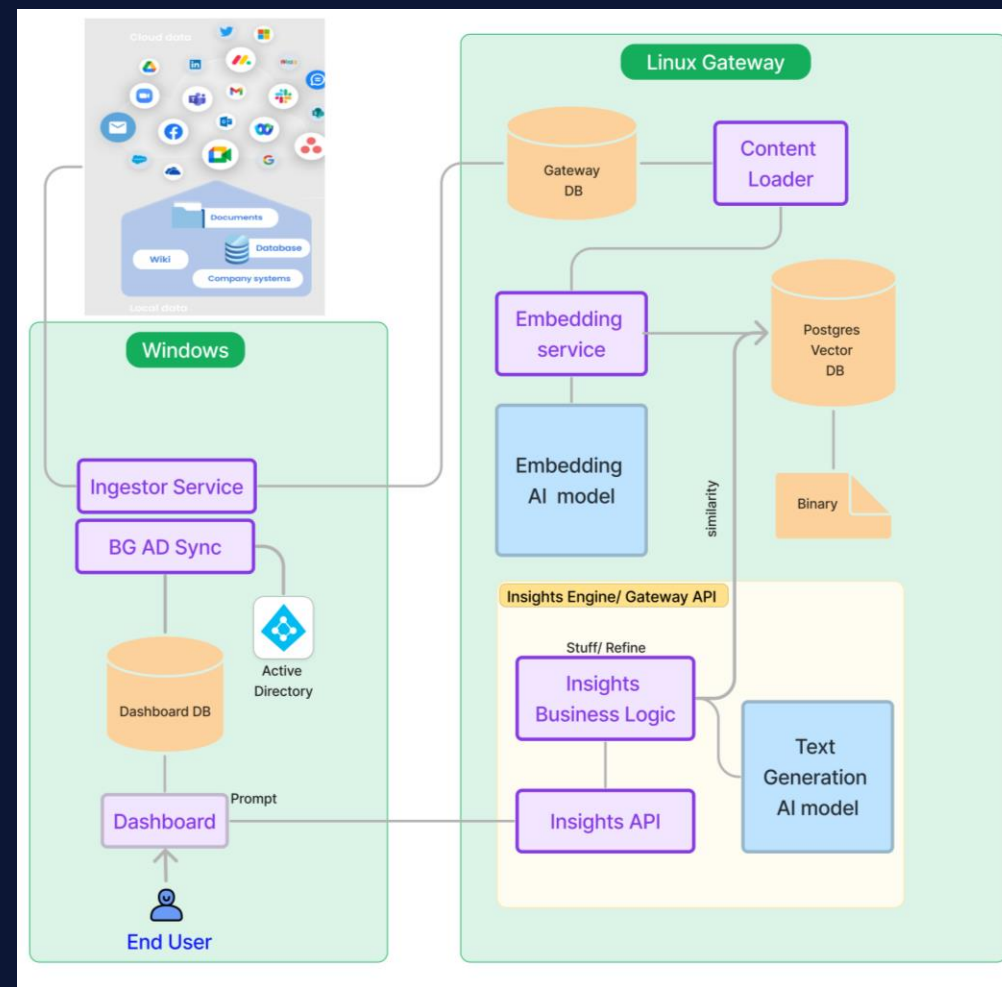 Cloud data
Documents
Database
Wiki
Company systems
Local data
Windows
Ingestor Service
BG AD Sync
Active
Directory
Dashboard DB
Prompt
Dashboard
End User
Linux Gateway
Gateway
DB
Content
Loader
Embedding
service
Postgres
Vector
DB
Embedding
AI model
similarity
Binary
Insights Engine/ Gateway API
Stuff/ Refine
Insights
Business Logic
Text
Generation
AI model
Insights API